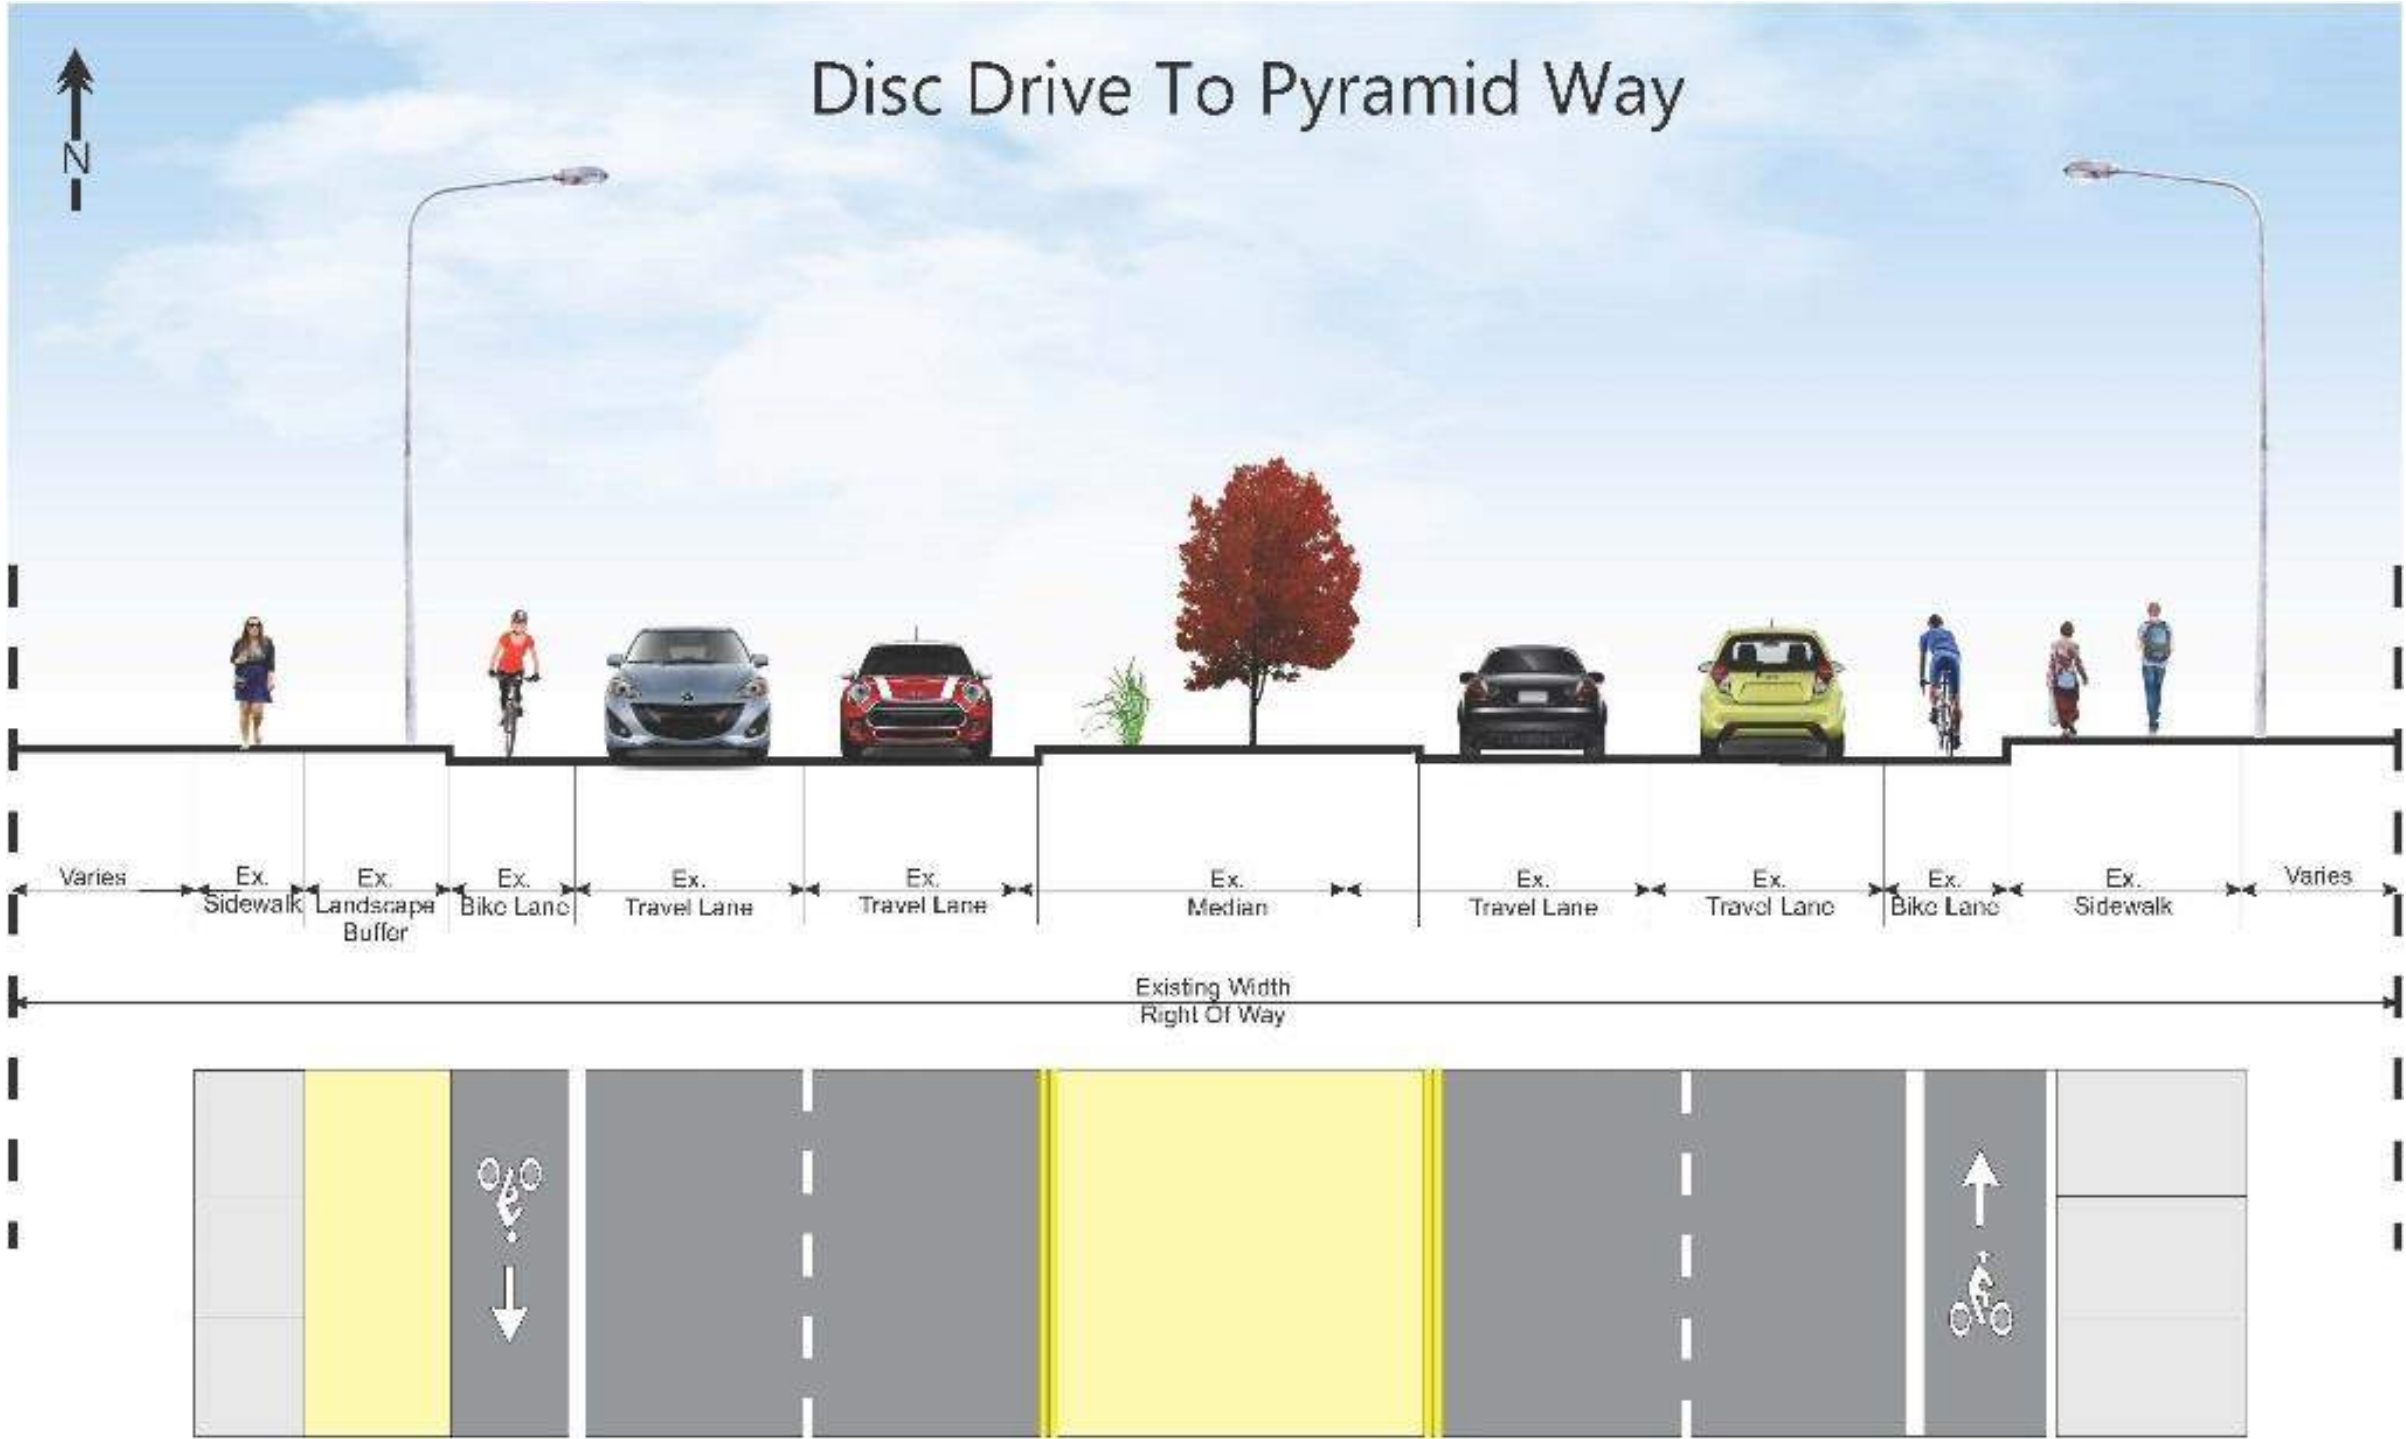 Disc Drive To Pyramid Way
N
Varies
Ex.
Sidewalk
Ex.
Landscape
Buffer
Ex.
Bike Lane
Ex.
Travel Lane
Ex.
Travel Lane
Ex.
Median
Ex.
Travel Lane
Ex.
Travel Lane
Ex.
Bike Lane
Ex.
Sidewalk
Varies
Existing Width
Right Of Way